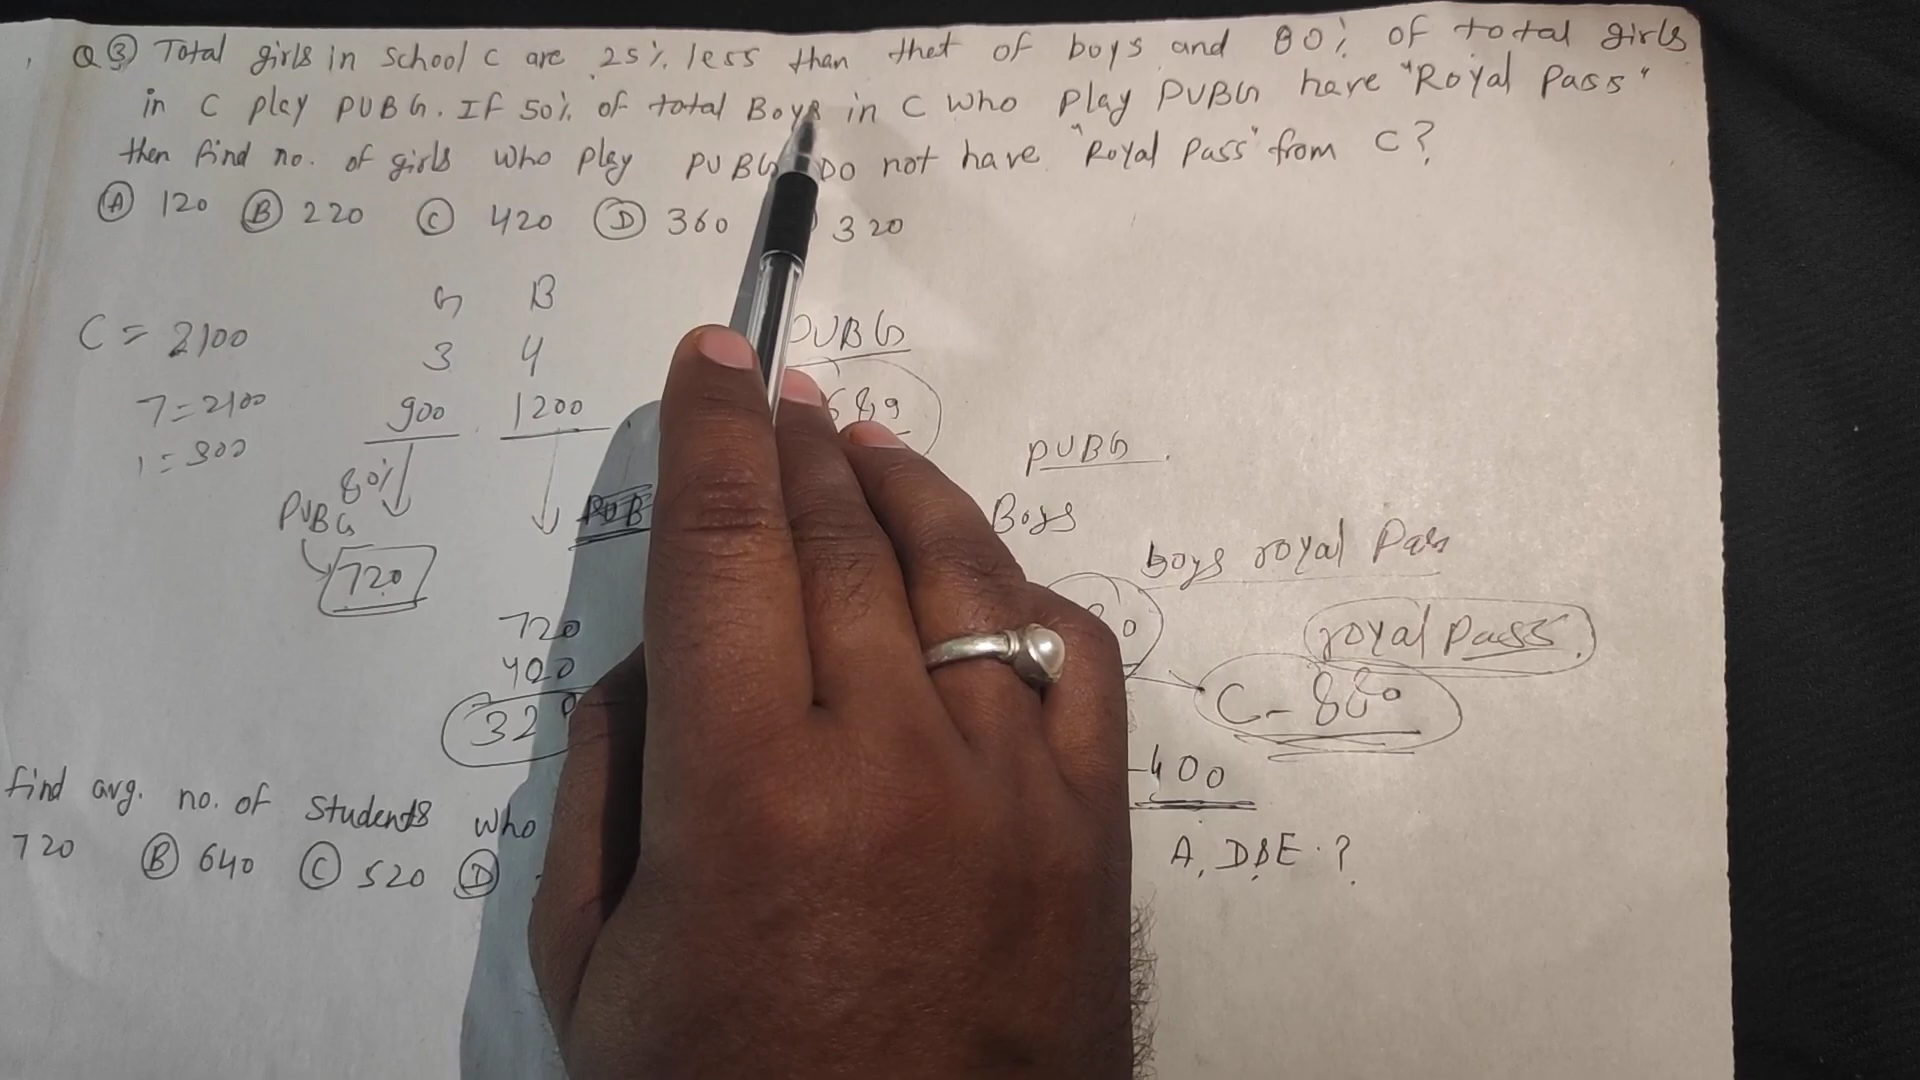 Q③ Total girls in School C are 25% less than that of boys and 80% of total girls
in C play PUBG. If 50% of total Boys in C who play PUBG have "Royal Pass"
then find no. of girls who play PUBG Do not have "Royal Pass" from C?
Ⓐ 120 Ⓑ 220 Ⓒ 420 Ⓓ 360 320
G B
C = 2100
3 4
PUBG
7=2100
900 1200
1=300
PUBG
80%
PUBG
Boys
boys royal Pass
720
720
400
royal Pass
320
C- 880
-400
find avg. no. of students who A, D & E ?
720 Ⓑ 640 Ⓒ 520 Ⓓ